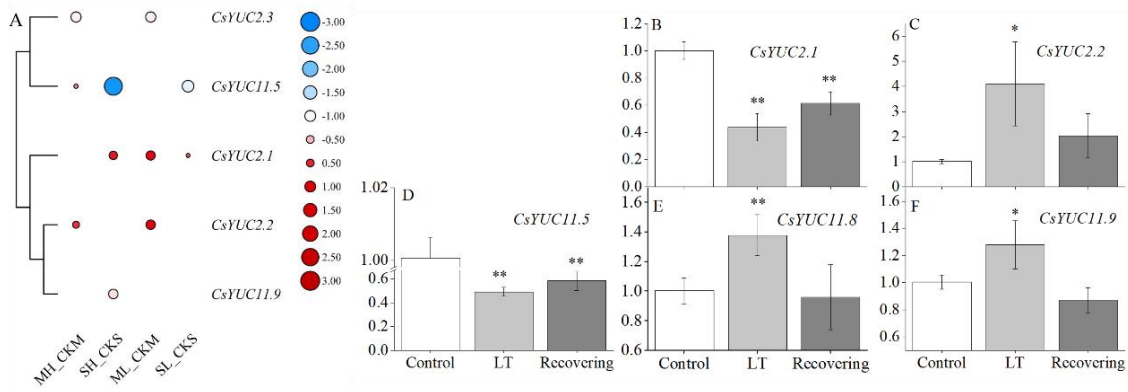 A
CsYUC2.3
CsYUC11.5
CsYUC2.1
CsYUC2.2
CsYUC11.9
MH_CKM
SH_CKS
ML_CKM
SL_CKS
-3.00
-2.50
-2.00
-1.50
-1.00
-0.50
0.50
1.00
1.50
2.00
2.50
3.00
B
CsYUC2.1
1.2
1.0
0.8
0.6
0.4
0.2
0.0
**
**
C
CsYUC2.2
6
5
4
3
2
1
0
*
D
CsYUC11.5
1.02
1.00
0.6
0.4
0.2
0.0
**
**
Control LT Recovering
E
CsYUC11.8
1.6
1.4
1.2
1.0
0.8
0.6
**
Control LT Recovering
F
CsYUC11.9
1.6
1.4
1.2
1.0
0.8
0.6
*
Control LT Recovering